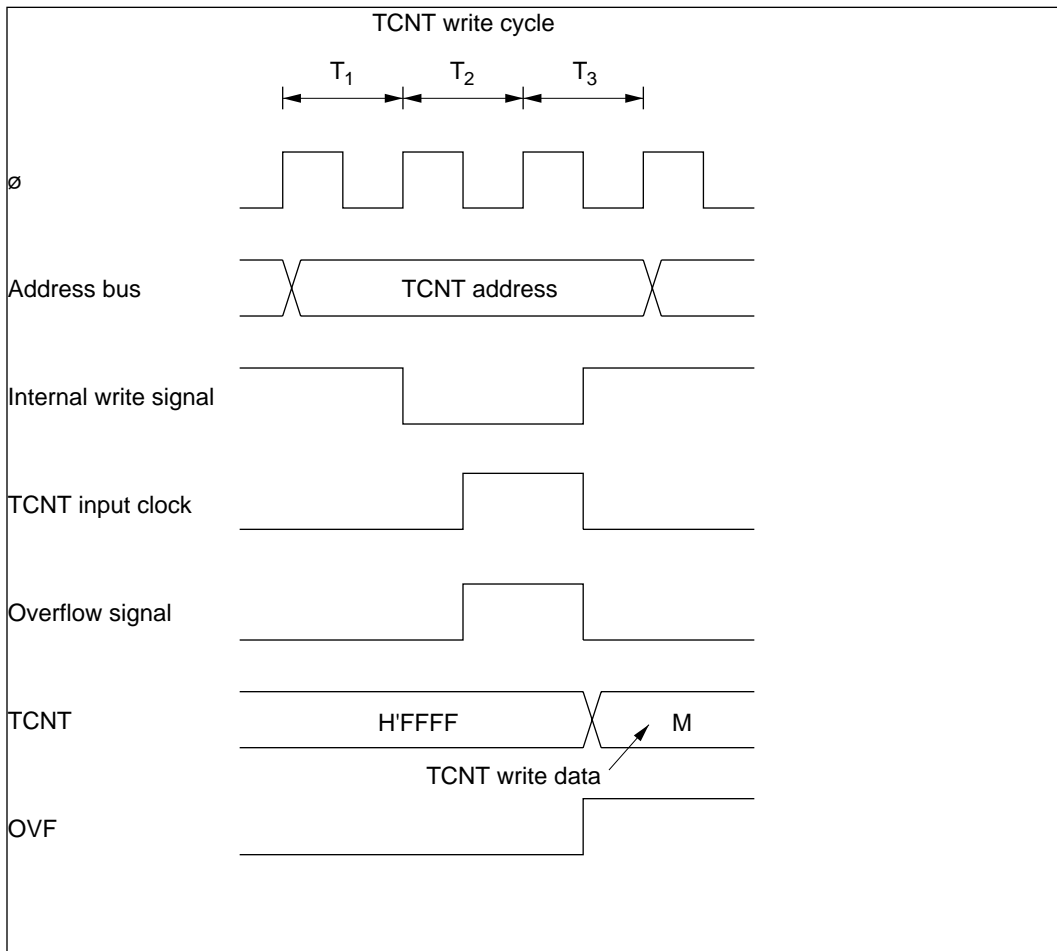 TCNT write cycle
T1 T2 T3
ø
Address bus TCNT address
Internal write signal
TCNT input clock
Overflow signal
TCNT H'FFFF M
TCNT write data
OVF